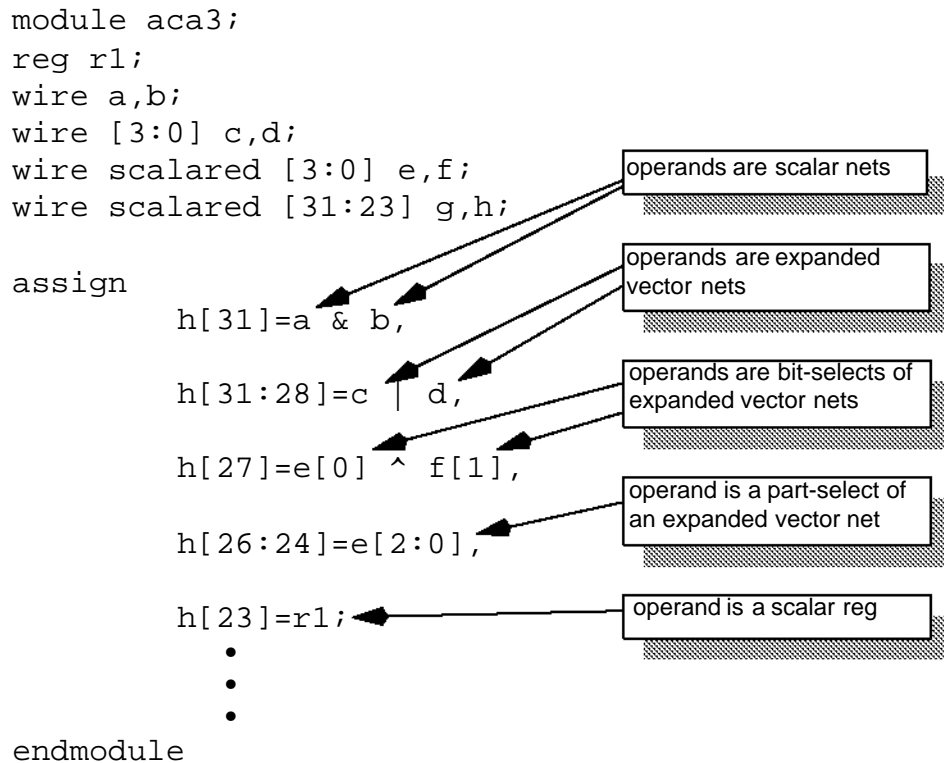 module aca3;
reg r1;
wire a,b;
wire [3:0] c,d;
wire scalared [3:0] e,f;
wire scalared [31:23] g,h;
operands are scalar nets
assign
operands are expanded
vector nets
h[31]=a & b,
h[31:28]=c | d,
operands are bit-selects of
expanded vector nets
h[27]=e[0] ^ f[1],
operand is a part-select of
an expanded vector net
h[26:24]=e[2:0],
operand is a scalar reg
h[23]=r1;
•
•
•
endmodule